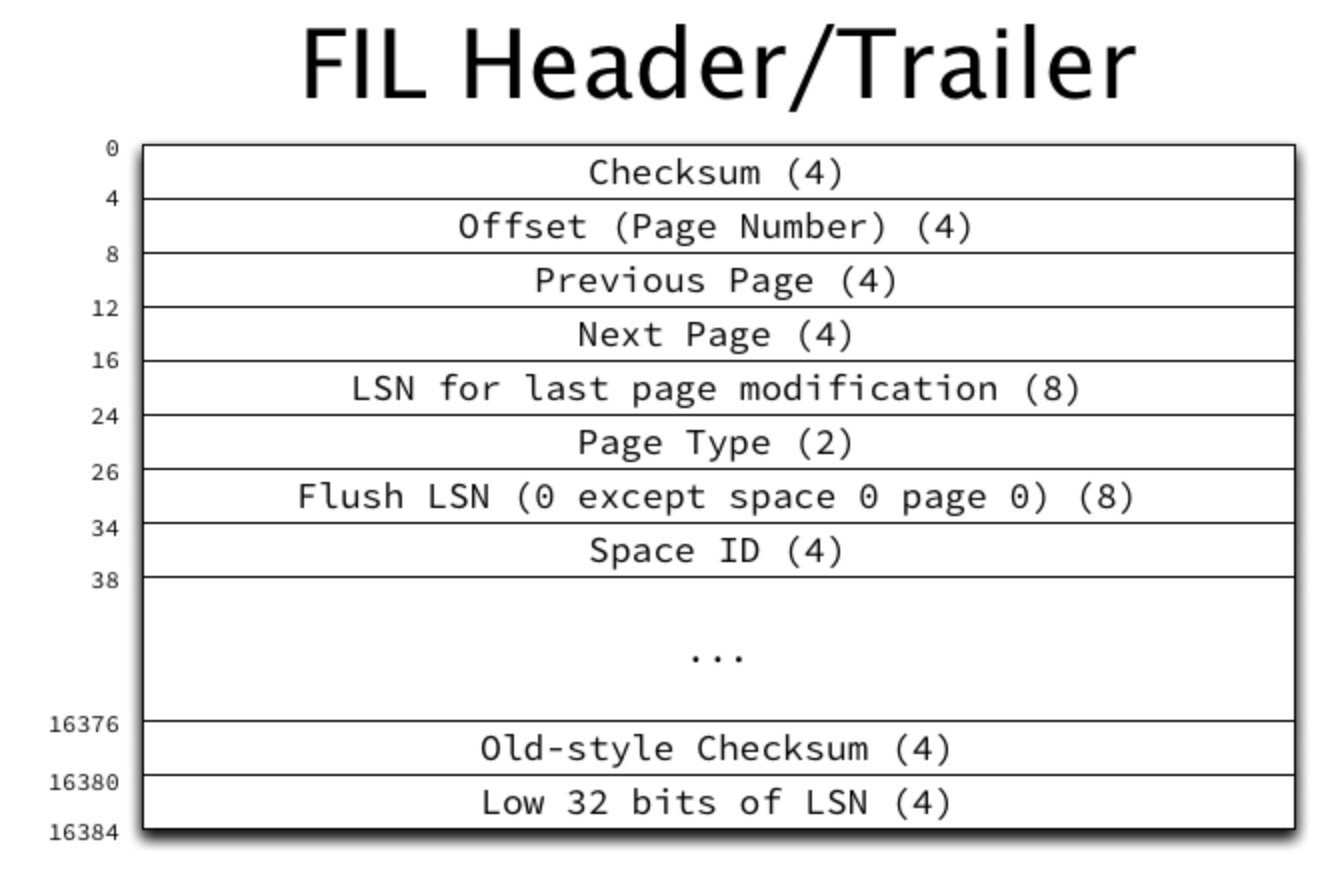 FIL Header/Trailer
0
Checksum (4)
4
Offset (Page Number) (4)
8
Previous Page (4)
12
Next Page (4)
16
LSN for last page modification (8)
24
Page Type (2)
26
Flush LSN (0 except space 0 page 0) (8)
34
Space ID (4)
38
...
16376
Old-style Checksum (4)
16380
Low 32 bits of LSN (4)
16384